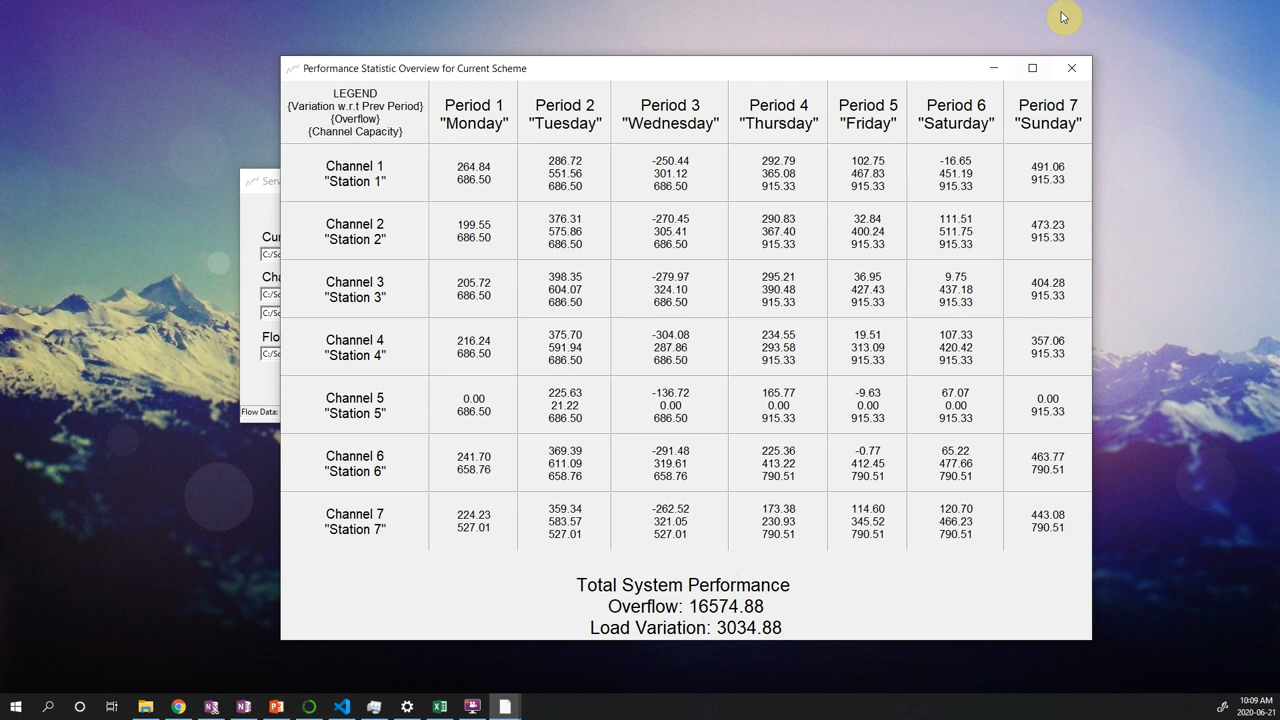 Performance Statistic Overview for Current Scheme
LEGEND
{Variation w.r.t Prev Period}
{Overflow}
{Channel Capacity}
Period 1
"Monday"
Period 2
"Tuesday"
Period 3
"Wednesday"
Period 4
"Thursday"
Period 5
"Friday"
Period 6
"Saturday"
Period 7
"Sunday"
Channel 1
"Station 1"
264.84
686.50
286.72
551.56
686.50
-250.44
301.12
686.50
292.79
365.08
915.33
102.75
467.83
915.33
-16.65
451.19
915.33
491.06
915.33
Channel 2
"Station 2"
199.55
686.50
376.31
575.86
686.50
-270.45
305.41
686.50
290.83
367.40
915.33
32.84
400.24
915.33
111.51
511.75
915.33
473.23
915.33
Channel 3
"Station 3"
205.72
686.50
398.35
604.07
686.50
-279.97
324.10
686.50
295.21
390.48
915.33
36.95
427.43
915.33
9.75
437.18
915.33
404.28
915.33
Channel 4
"Station 4"
216.24
686.50
375.70
591.94
686.50
-304.08
287.86
686.50
234.55
293.58
915.33
19.51
313.09
915.33
107.33
420.42
915.33
357.06
915.33
Channel 5
"Station 5"
0.00
686.50
225.63
21.22
686.50
-136.72
0.00
686.50
165.77
0.00
915.33
-9.63
0.00
915.33
67.07
0.00
915.33
0.00
915.33
Channel 6
"Station 6"
241.70
658.76
369.39
611.09
658.76
-291.48
319.61
658.76
225.36
413.22
790.51
-0.77
412.45
790.51
65.22
477.66
790.51
463.77
790.51
Channel 7
"Station 7"
224.23
527.01
359.34
583.57
527.01
-262.52
321.05
527.01
173.38
230.93
790.51
114.60
345.52
790.51
120.70
466.23
790.51
443.08
790.51
Total System Performance
Overflow: 16574.88
Load Variation: 3034.88
Serv
Cur
C:/Sc
Cha
C:/Sc
C:/Sc
Flo
C:/Sc
Flow Data:
10:09 AM
2020-06-21